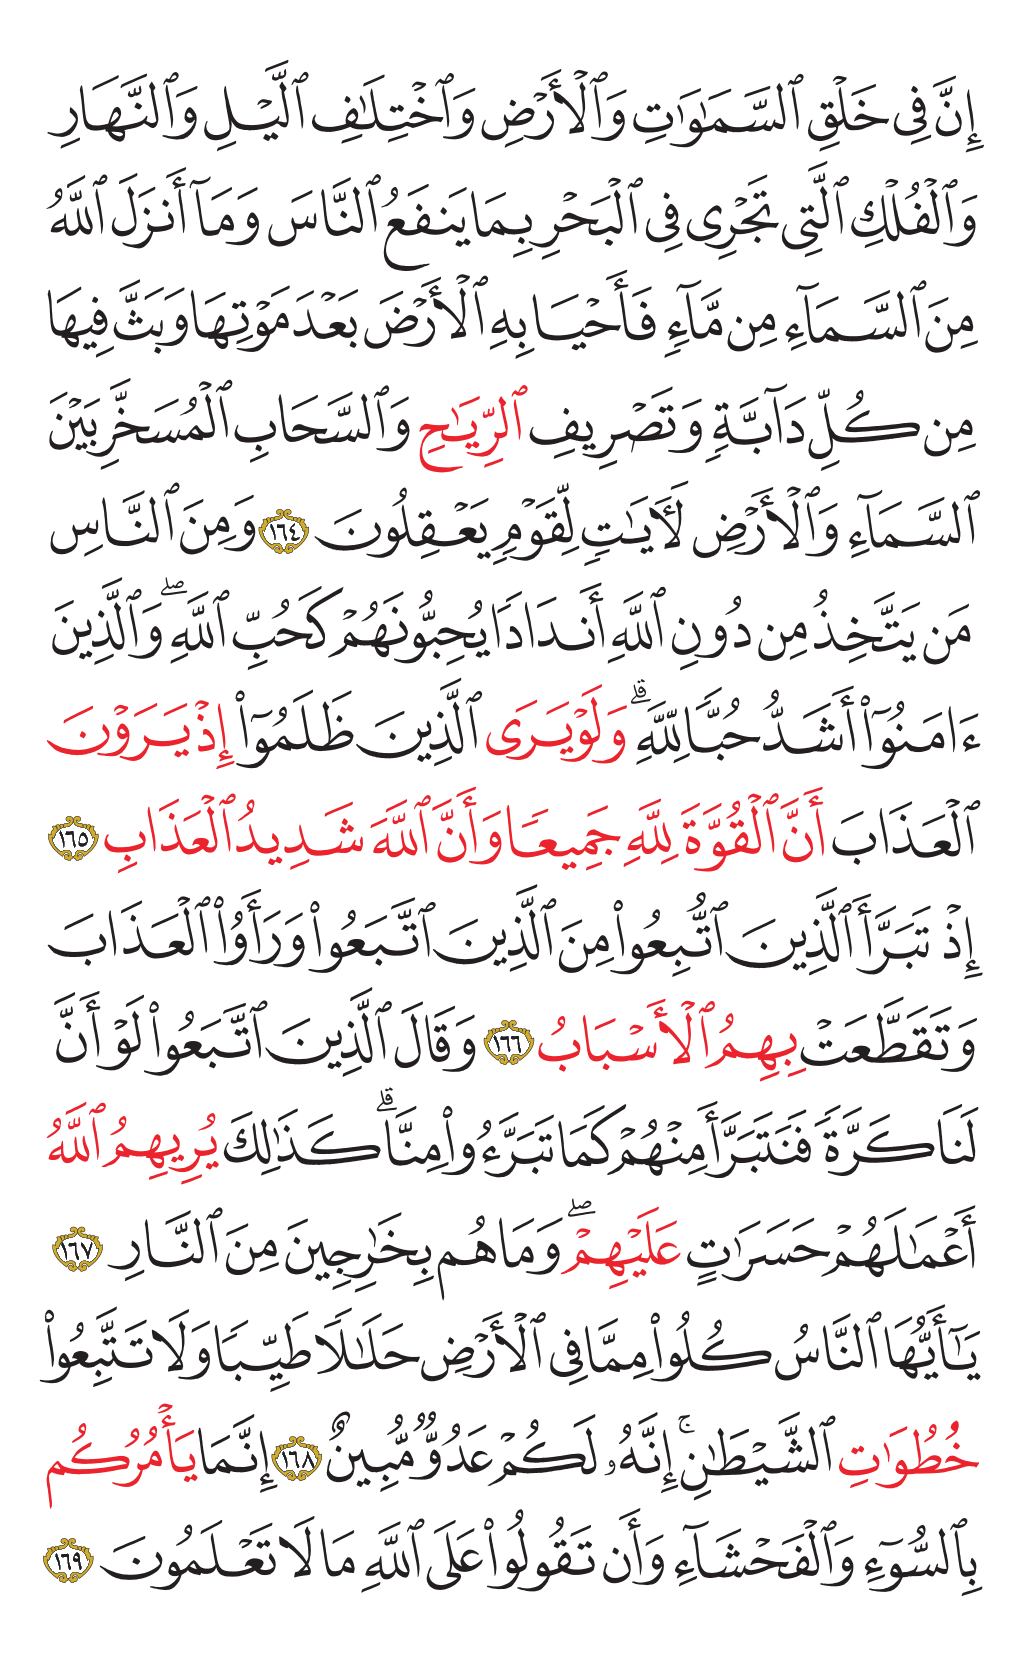 إِنَّ فِى خَلْقِ ٱلسَّمَٰوَٰتِ وَٱلْأَرْضِ وَٱخْتِلَٰفِ ٱلَّيْلِ وَٱلنَّهَارِ
وَٱلْفُلْكِ ٱلَّتِى تَجْرِى فِى ٱلْبَحْرِ بِمَا يَنفَعُ ٱلنَّاسَ وَمَآ أَنزَلَ ٱللَّهُ
مِنَ ٱلسَّمَآءِ مِن مَّآءٍ فَأَحْيَا بِهِ ٱلْأَرْضَ بَعْدَ مَوْتِهَا وَبَثَّ فِيهَا
مِن كُلِّ دَآبَّةٍ وَتَصْرِيفِ ٱلرِّيَٰحِ وَٱلسَّحَابِ ٱلْمُسَخَّرِ بَيْنَ
ٱلسَّمَآءِ وَٱلْأَرْضِ لَءَايَٰتٍ لِّقَوْمٍ يَعْقِلُونَ ١٦٤ وَمِنَ ٱلنَّاسِ
مَن يَتَّخِذُ مِن دُونِ ٱللَّهِ أَندَادًا يُحِبُّونَهُمْ كَحُبِّ ٱللَّهِۖ وَٱلَّذِينَ
ءَامَنُوٓا۟ أَشَدُّ حُبًّا لِّلَّهِۗ وَلَوْ يَرَى ٱلَّذِينَ ظَلَمُوٓا۟ إِذْ يَرَوْنَ
ٱلْعَذَابَ أَنَّ ٱلْقُوَّةَ لِلَّهِ جَمِيعًا وَأَنَّ ٱللَّهَ شَدِيدُ ٱلْعَذَابِ ١٦٥
إِذْ تَبَرَّأَ ٱلَّذِينَ ٱتُّبِعُوا۟ مِنَ ٱلَّذِينَ ٱتَّبَعُوا۟ وَرَأَوُا۟ ٱلْعَذَابَ
وَتَقَطَّعَتْ بِهِمُ ٱلْأَسْبَابُ ١٦٦ وَقَالَ ٱلَّذِينَ ٱتَّبَعُوا۟ لَوْ أَنَّ
لَنَا كَرَّةً فَنَتَبَرَّأَ مِنْهُمْ كَمَا تَبَرَّءُوا۟ مِنَّاۗ كَذَٰلِكَ يُرِيهِمُ ٱللَّهُ
أَعْمَٰلَهُمْ حَسَرَٰتٍ عَلَيْهِمْۖ وَمَا هُم بِخَٰرِجِينَ مِنَ ٱلنَّارِ ١٦٧
يَٰٓأَيُّهَا ٱلنَّاسُ كُلُوا۟ مِمَّا فِى ٱلْأَرْضِ حَلَٰلًا طَيِّبًا وَلَا تَتَّبِعُوا۟
خُطُوَٰتِ ٱلشَّيْطَٰنِۚ إِنَّهُۥ لَكُمْ عَدُوٌّ مُّبِينٌ ١٦٨ إِنَّمَا يَأْمُرُكُم
بِٱلسُّوٓءِ وَٱلْفَحْشَآءِ وَأَن تَقُولُوا۟ عَلَى ٱللَّهِ مَا لَا تَعْلَمُونَ ١٦٩